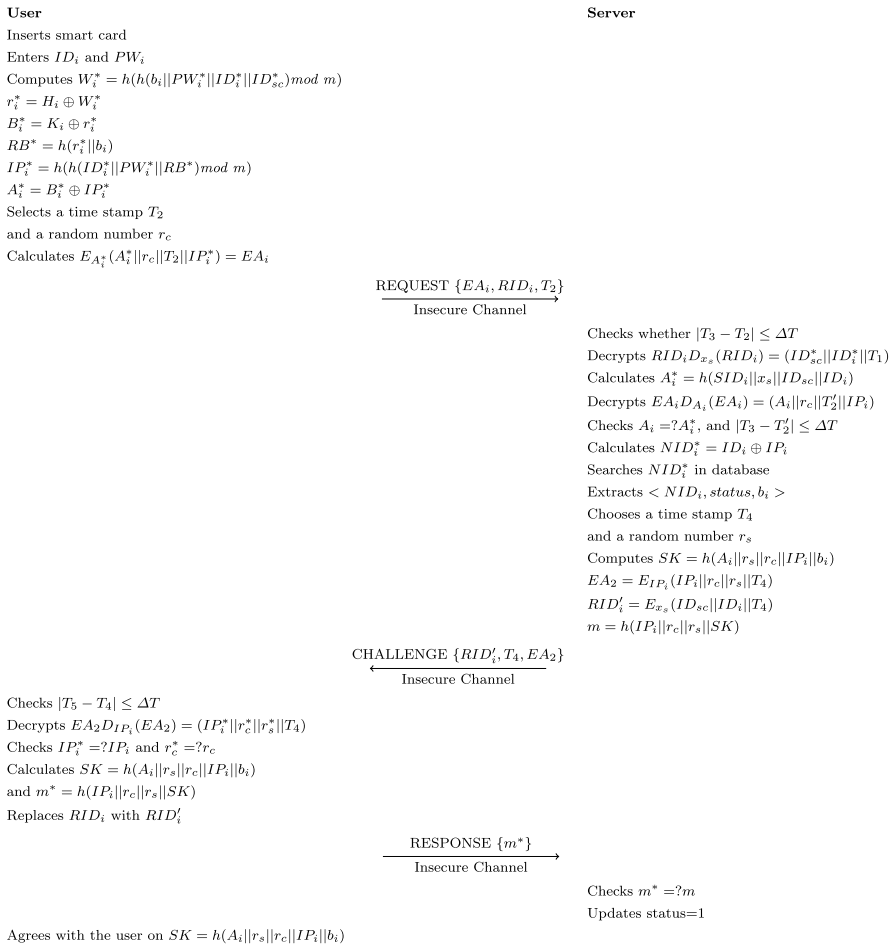 User
Server
Inserts smart card
Enters $ID_i$ and $PW_i$
Computes $W_i^* = h(h(b_i||PW_i^*||ID_i^*||ID_{sc}^*) mod\ m)$
$r_i^* = H_i \oplus W_i^*$
$B_i^* = K_i \oplus r_i^*$
$RB^* = h(r_i^*||b_i)$
$IP_i^* = h(h(ID_i^*||PW_i^*||RB^*) mod\ m)$
$A_i^* = B_i^* \oplus IP_i^*$
Selects a time stamp $T_2$
and a random number $r_c$
Calculates $E_{A_i^*}(A_i^*||r_c||T_2||IP_i^*) = EA_i$
REQUEST $\{EA_i, RID_i, T_2\}$
Insecure Channel
Checks whether $|T_3 - T_2| \leq \Delta T$
Decrypts $RID_i D_{x_s}(RID_i) = (ID_{sc}^*||ID_i^*||T_1)$
Calculates $A_i^* = h(SID_i||x_s||ID_{sc}||ID_i)$
Decrypts $EA_i D_{A_i}(EA_i) = (A_i||r_c||T_2'||IP_i)$
Checks $A_i =? A_i^*$, and $|T_3 - T_2'| \leq \Delta T$
Calculates $NID_i^* = ID_i \oplus IP_i$
Searches $NID_i^*$ in database
Extracts $< NID_i, status, b_i >$
Chooses a time stamp $T_4$
and a random number $r_s$
Computes $SK = h(A_i||r_s||r_c||IP_i||b_i)$
$EA_2 = E_{IP_i}(IP_i||r_c||r_s||T_4)$
$RID_i' = E_{x_s}(ID_{sc}||ID_i||T_4)$
$m = h(IP_i||r_c||r_s||SK)$
CHALLENGE $\{RID_i', T_4, EA_2\}$
Insecure Channel
Checks $|T_5 - T_4| \leq \Delta T$
Decrypts $EA_2 D_{IP_i}(EA_2) = (IP_i^*||r_c^*||r_s^*||T_4)$
Checks $IP_i^* =? IP_i$ and $r_c^* =? r_c$
Calculates $SK = h(A_i||r_s||r_c||IP_i||b_i)$
and $m^* = h(IP_i||r_c||r_s||SK)$
Replaces $RID_i$ with $RID_i'$
RESPONSE $\{m^*\}$
Insecure Channel
Checks $m^* =? m$
Updates status=1
Agrees with the user on $SK = h(A_i||r_s||r_c||IP_i||b_i)$